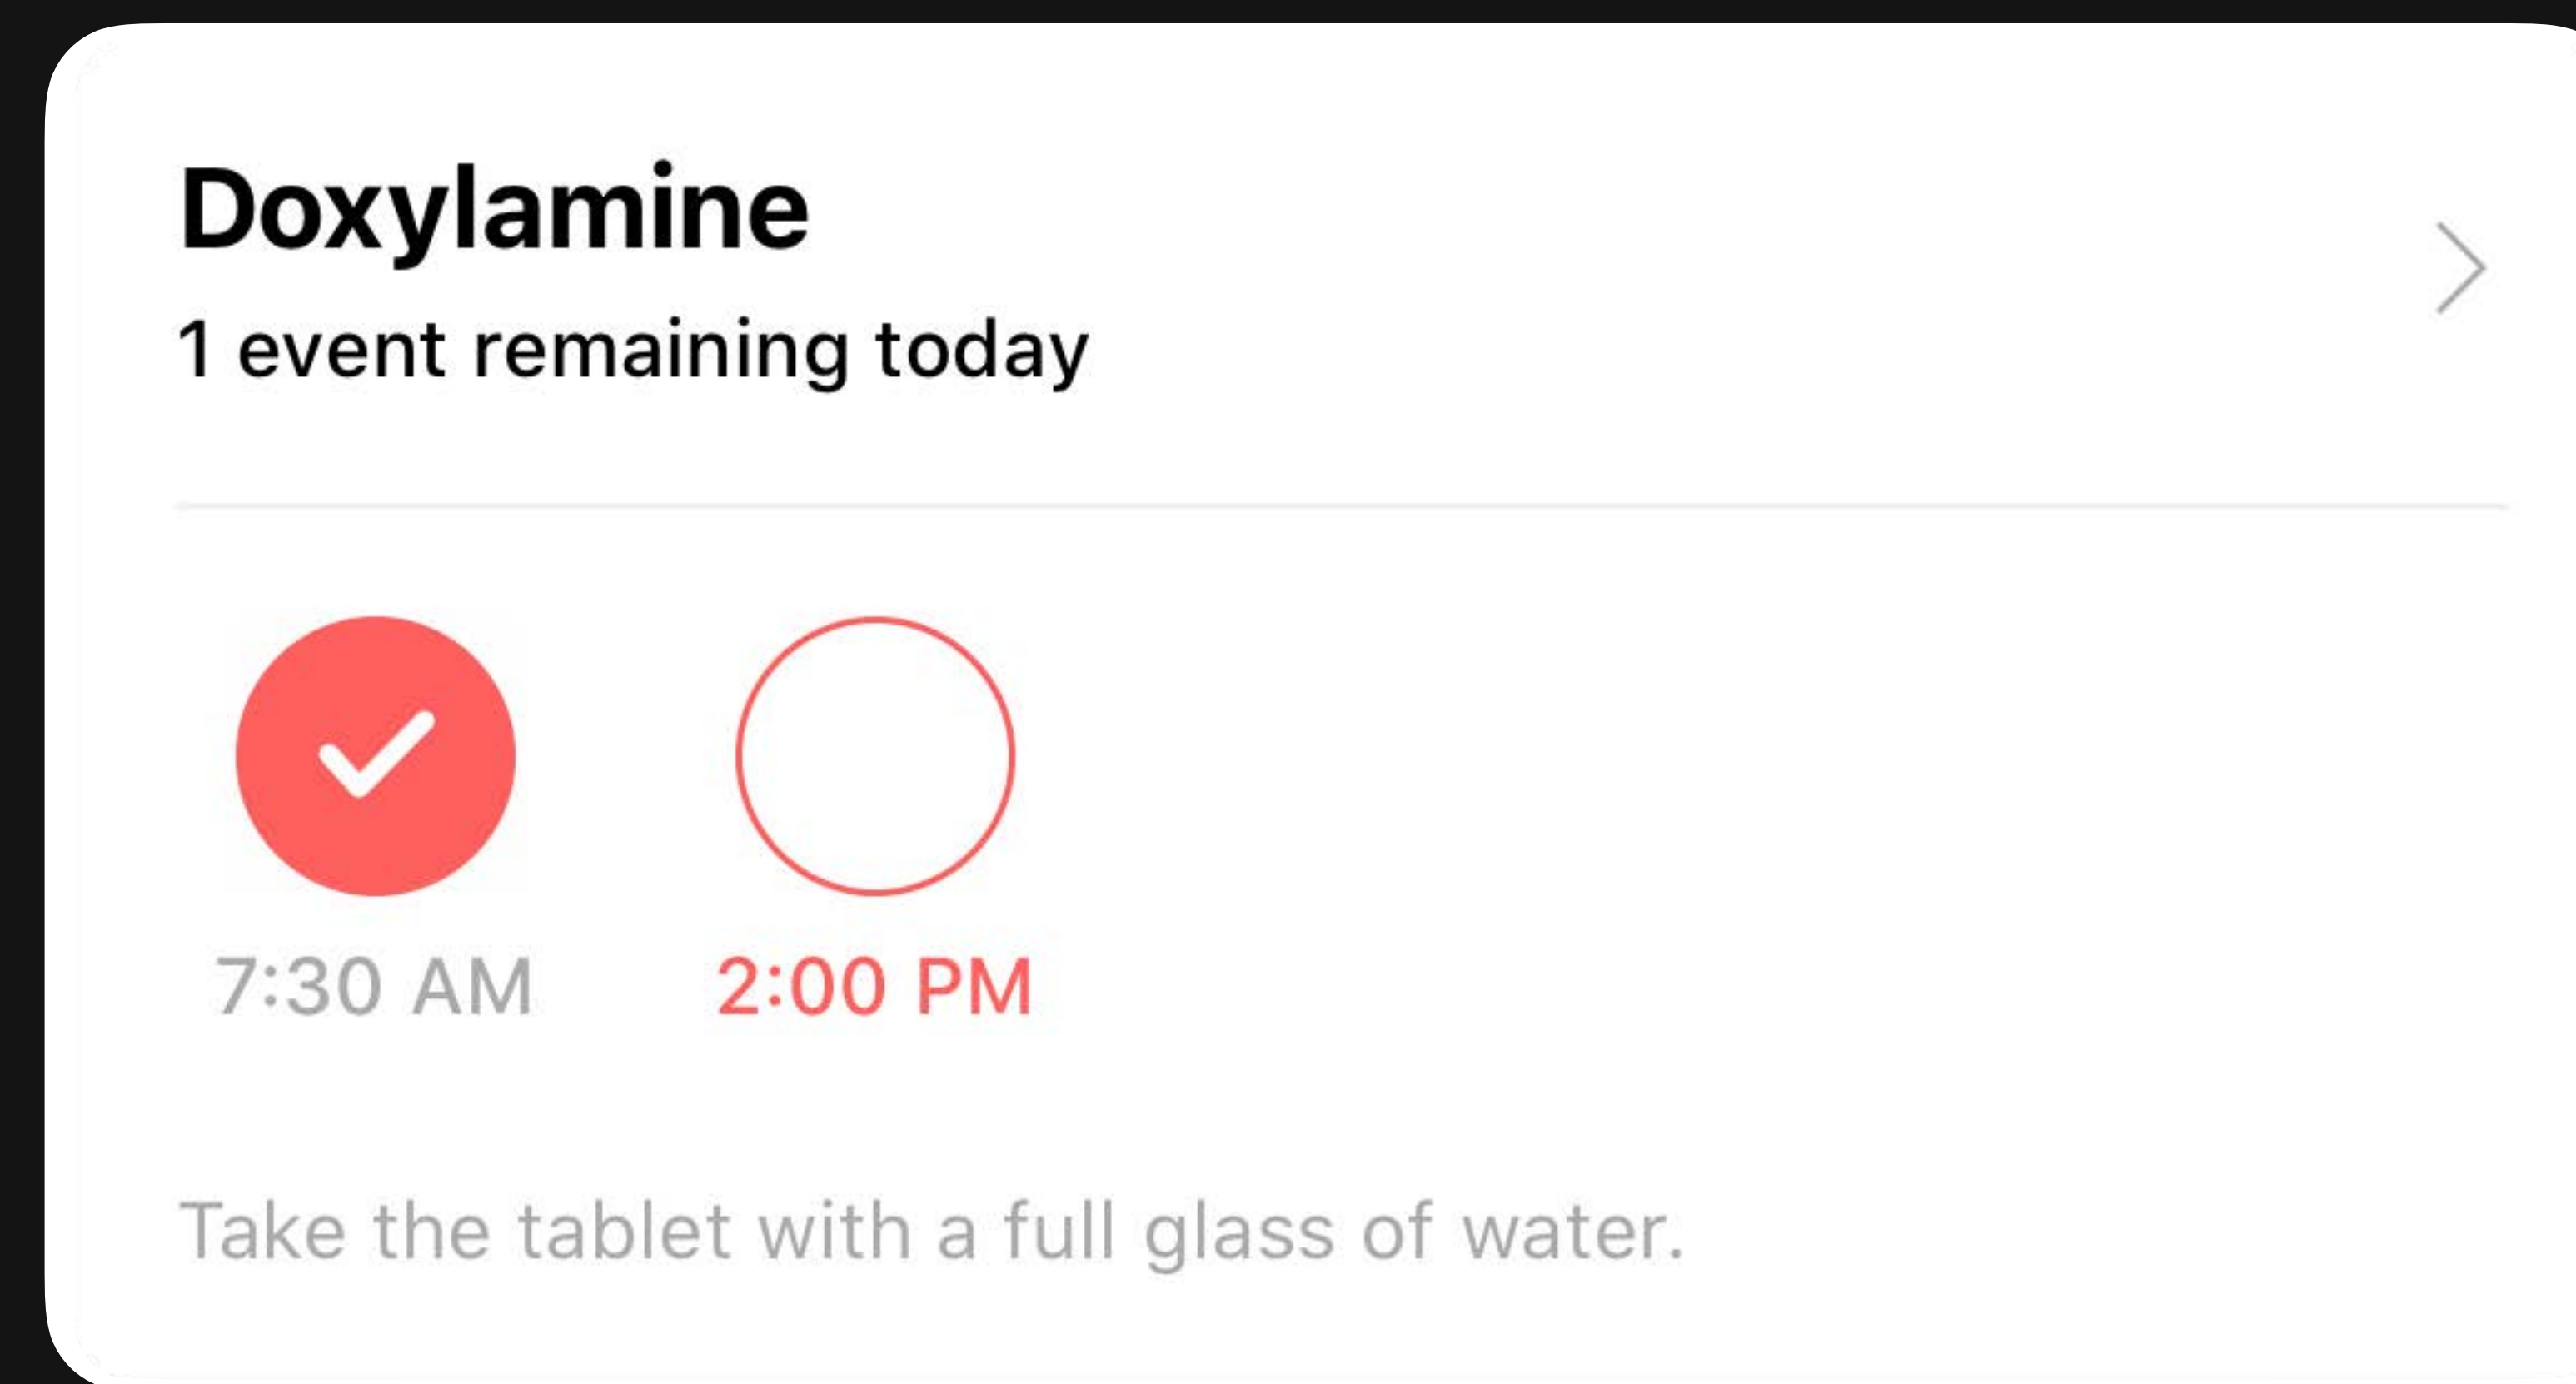 Doxylamine
1 event remaining today
7:30 AM 2:00 PM
Take the tablet with a full glass of water.